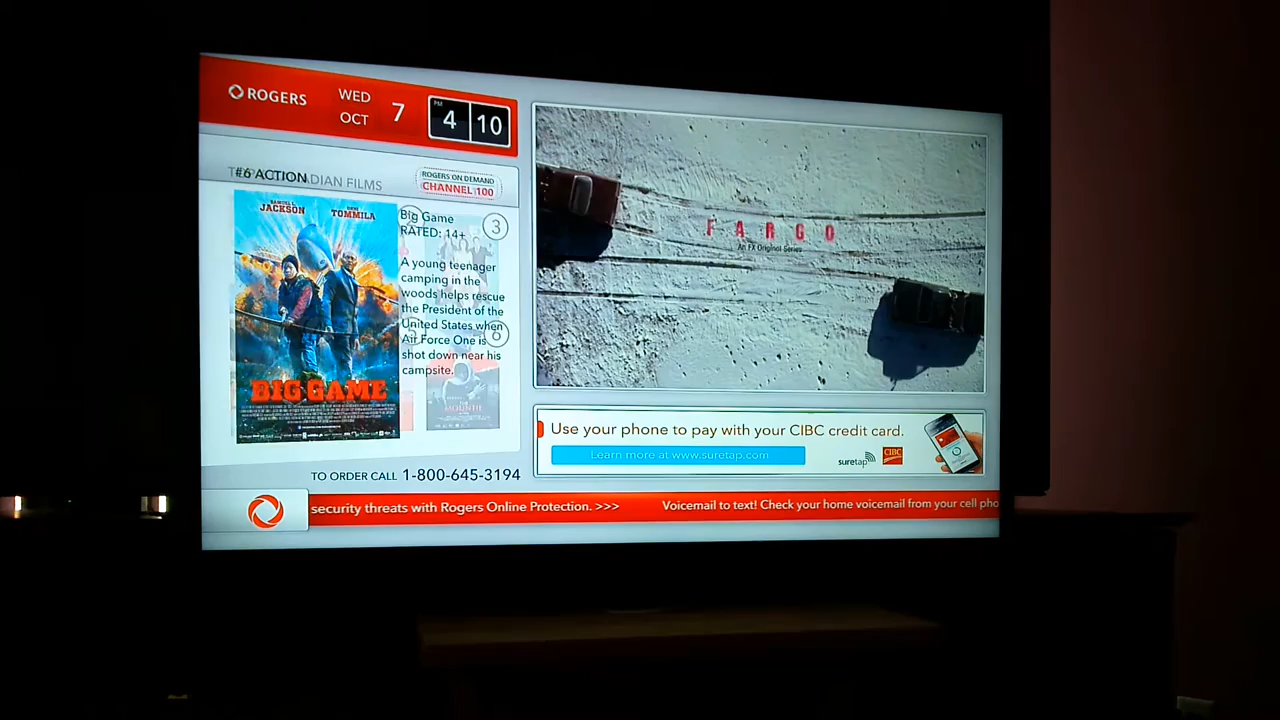 ROGERS
WED
OCT
7
PM
4 10
#6 ACTION
DIAN FILMS
ROGERS ON DEMAND
CHANNEL 100
SAMUEL L.
JACKSON
TOMMILA
BIG GAME
Big Game
RATED: 14+
3
A young teenager
camping in the
woods helps rescue
the President of the
United States when
Air Force One is
shot down near his
campsite.
6
TO ORDER CALL 1-800-645-3194
FARGO
An FX Original Series
Use your phone to pay with your CIBC credit card.
Learn more at www.suretap.com
suretap
CIBC
security threats with Rogers Online Protection. >>> Voicemail to text! Check your home voicemail from your cell pho